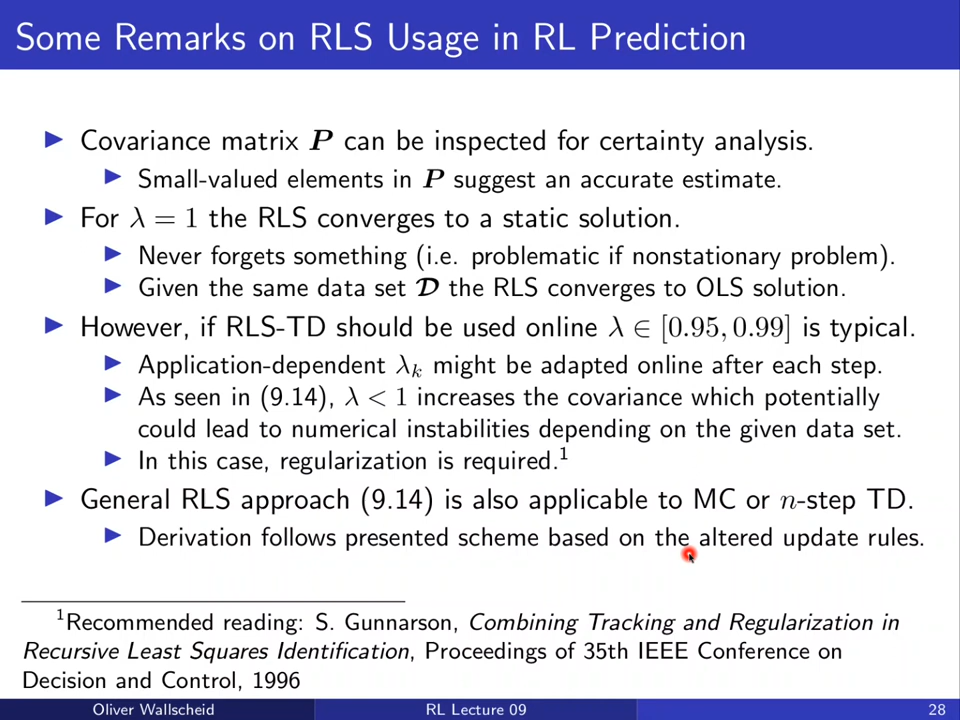 Some Remarks on RLS Usage in RL Prediction
▶ Covariance matrix P can be inspected for certainty analysis.
▶ Small-valued elements in P suggest an accurate estimate.
▶ For λ = 1 the RLS converges to a static solution.
▶ Never forgets something (i.e. problematic if nonstationary problem).
▶ Given the same data set 𝓓 the RLS converges to OLS solution.
▶ However, if RLS-TD should be used online λ ∈ [0.95, 0.99] is typical.
▶ Application-dependent λₖ might be adapted online after each step.
▶ As seen in (9.14), λ < 1 increases the covariance which potentially
could lead to numerical instabilities depending on the given data set.
▶ In this case, regularization is required.¹
▶ General RLS approach (9.14) is also applicable to MC or n-step TD.
▶ Derivation follows presented scheme based on the altered update rules.
¹Recommended reading: S. Gunnarson, Combining Tracking and Regularization in
Recursive Least Squares Identification, Proceedings of 35th IEEE Conference on
Decision and Control, 1996
Oliver Wallscheid RL Lecture 09 28